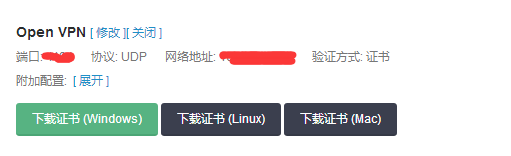 Open VPN [ 修改 ][ 关闭 ]
端口: 协议: UDP 网络地址: 验证方式: 证书
附加配置: [ 展开 ]
下载证书 (Windows) 下载证书 (Linux) 下载证书 (Mac)